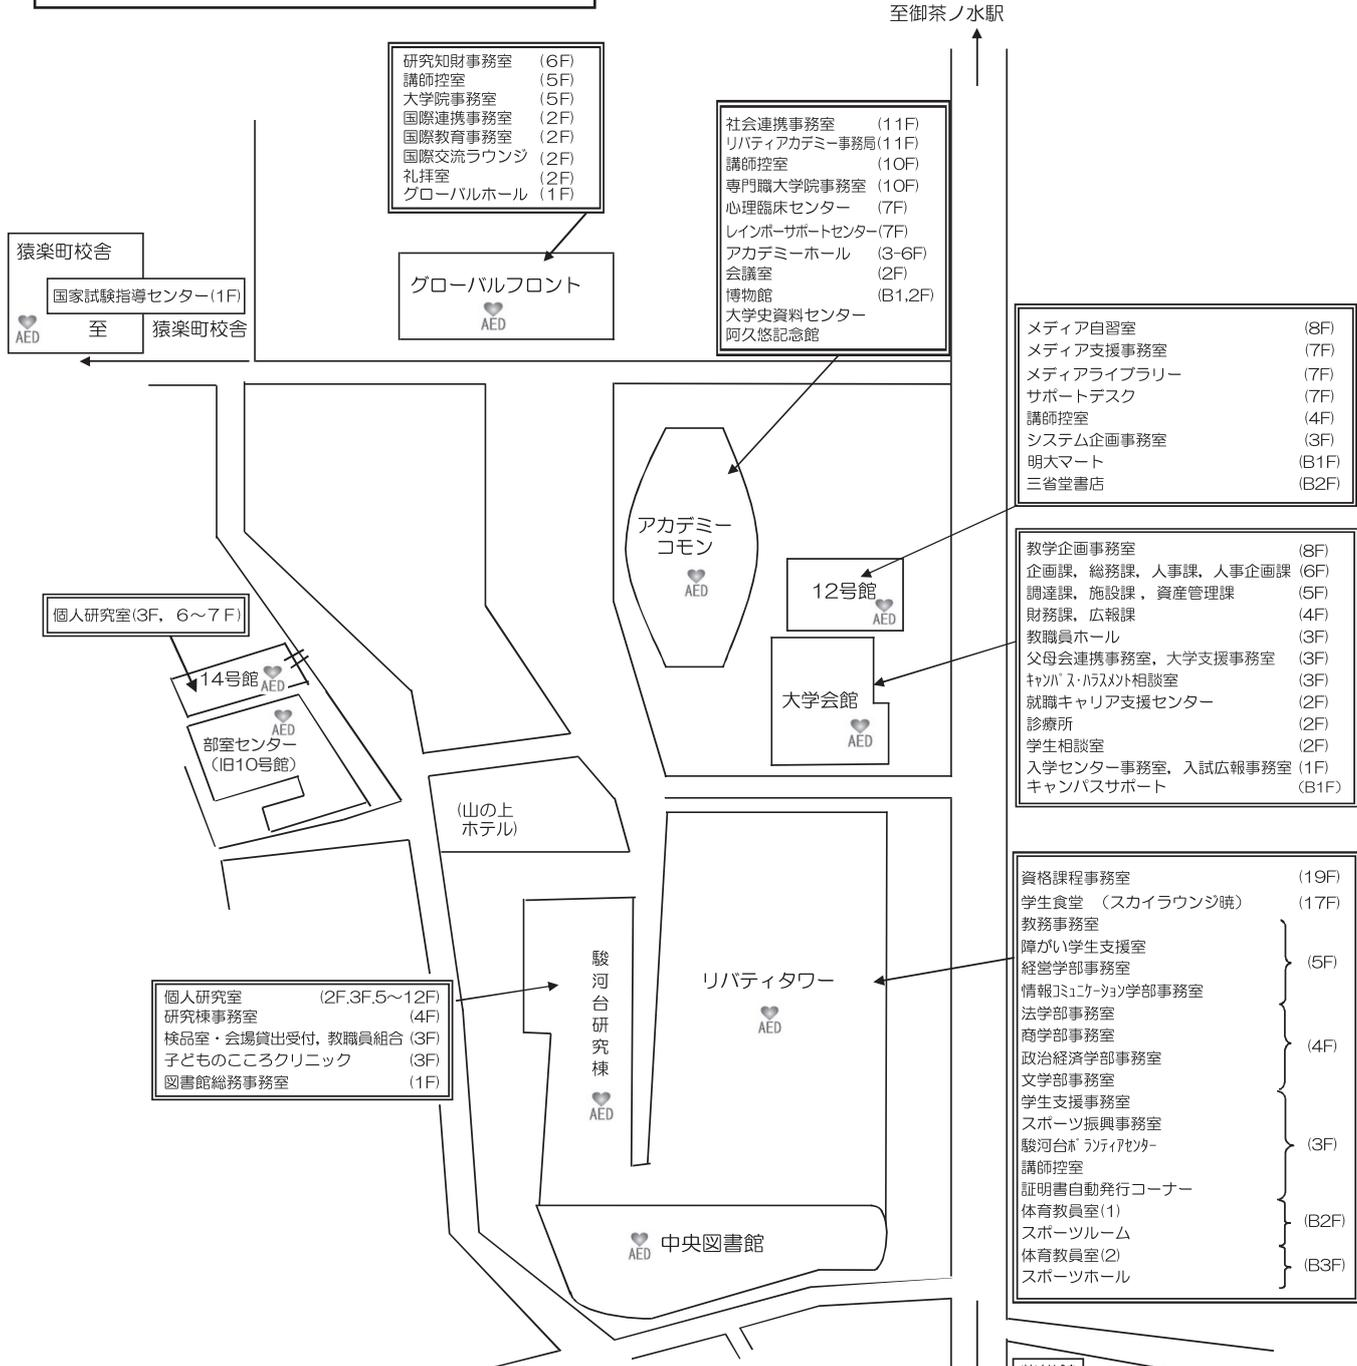 至御茶ノ水駅
研究知財事務室 (6F)
講師控室 (5F)
大学院事務室 (5F)
国際連携事務室 (2F)
国際教育事務室 (2F)
国際交流ラウンジ (2F)
礼拝室 (2F)
グローバルホール (1F)
社会連携事務室 (11F)
リバティアカデミー事務局(11F)
講師控室 (10F)
専門職大学院事務室 (10F)
心理臨床センター (7F)
レインボーサポートセンター(7F)
アカデミーホール (3-6F)
会議室 (2F)
博物館 (B1,2F)
大学史資料センター
阿久悠記念館
猿楽町校舎
国家試験指導センター(1F)
AED
至 猿楽町校舎
グローバルフロント
AED
メディア自習室 (8F)
メディア支援事務室 (7F)
メディアライブラリー (7F)
サポートデスク (7F)
講師控室 (4F)
システム企画事務室 (3F)
明大マート (B1F)
三省堂書店 (B2F)
アカデミー
コモン
AED
12号館
AED
教学企画事務室 (8F)
企画課，総務課，人事課，人事企画課 (6F)
調達課，施設課，資産管理課 (5F)
財務課，広報課 (4F)
教職員ホール (3F)
父母会連携事務室，大学支援事務室 (3F)
ｷｬﾝﾊﾟｽ・ﾊﾗｽﾒﾝﾄ相談室 (3F)
就職キャリア支援センター (2F)
診療所 (2F)
学生相談室 (2F)
入学センター事務室，入試広報事務室 (1F)
キャンパスサポート (B1F)
個人研究室(3F，6～7F)
14号館
AED
AED
部室センター
（旧10号館）
大学会館
AED
(山の上
ホテル)
資格課程事務室 (19F)
学生食堂 （スカイラウンジ暁） (17F)
教務事務室
障がい学生支援室
経営学部事務室
情報ｺﾐｭﾆｹｰｼｮﾝ学部事務室
(5F)
法学部事務室
商学部事務室
政治経済学部事務室
文学部事務室
(4F)
学生支援事務室
スポーツ振興事務室
駿河台ﾎﾞﾗﾝﾃｨｱｾﾝﾀｰ
講師控室
証明書自動発行コーナー
(3F)
体育教員室(1)
スポーツルーム
(B2F)
体育教員室(2)
スポーツホール
(B3F)
個人研究室 (2F,3F,5～12F)
研究棟事務室 (4F)
検品室・会場貸出受付，教職員組合 (3F)
子どものこころクリニック (3F)
図書館総務事務室 (1F)
駿河台研究棟
AED
リバティタワー
AED
AED
中央図書館